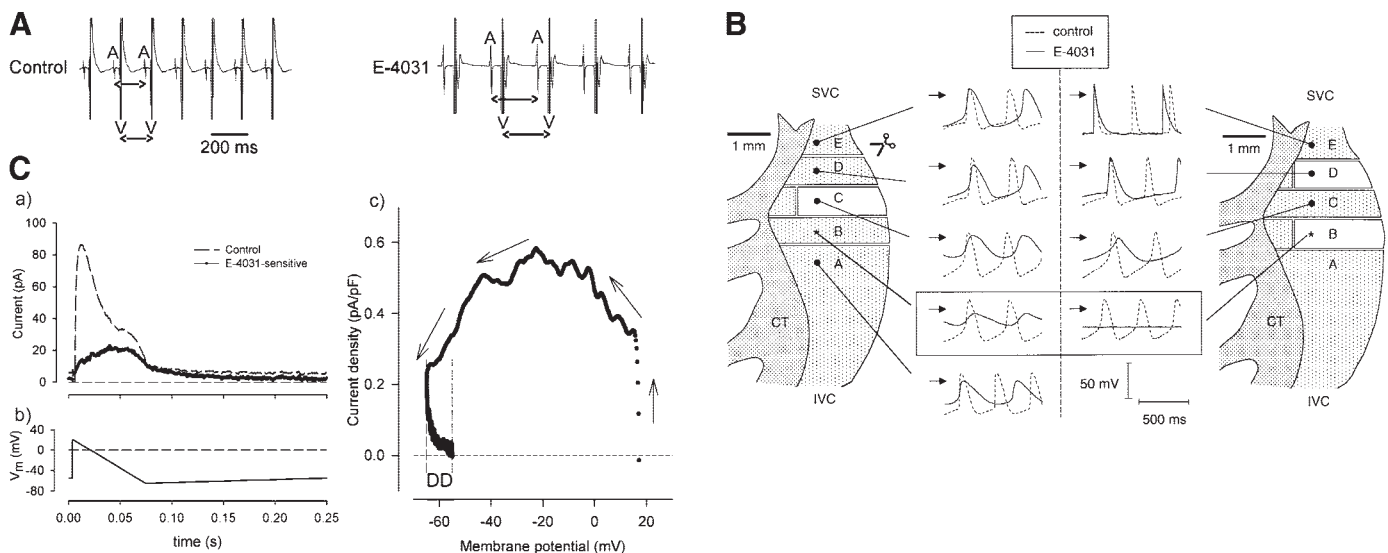 A
Control
A A
V V
200 ms
E-4031
A A
V V
B
control
E-4031
SVC
1 mm
E
D
C
B
A
CT
IVC
SVC
1 mm
E
D
C
B
A
CT
IVC
50 mV
500 ms
C
a)
Current (pA)
100
80
60
40
20
0
Control
E-4031-sensitive
b)
Vm (mV)
40
0
-40
-80
0.00 0.05 0.10 0.15 0.20 0.25
time (s)
c)
Current density (pA/pF)
0.6
0.4
0.2
0.0
DD
-60 -40 -20 0 20
Membrane potential (mV)